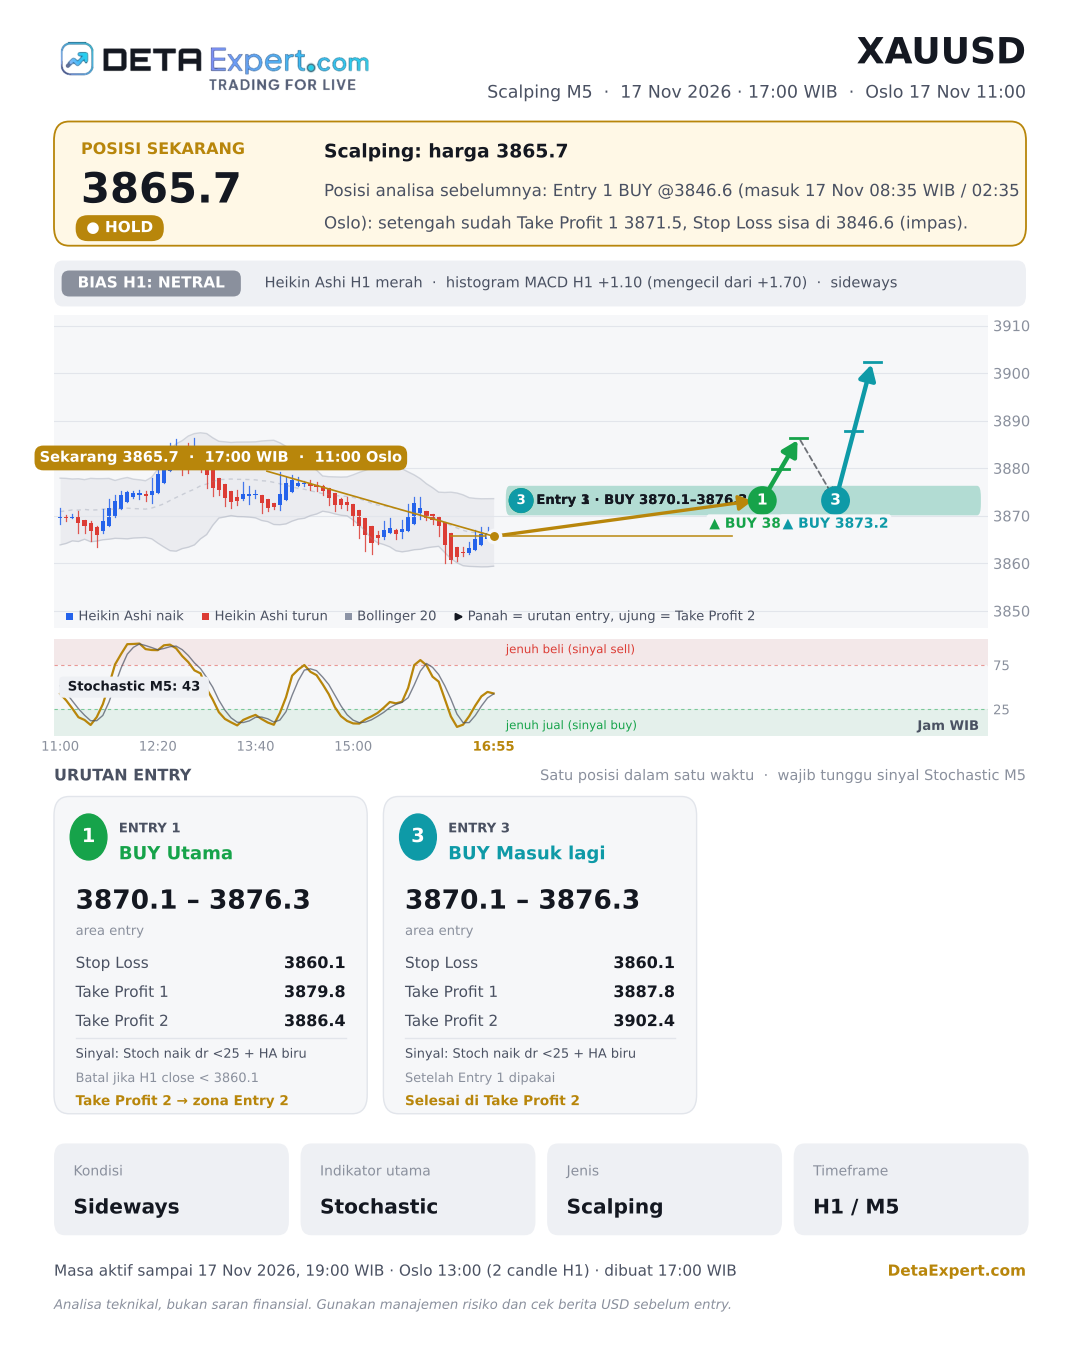 DETA Expert.com
TRADING FOR LIVE
XAUUSD
Scalping M5 · 17 Nov 2026 · 17:00 WIB · Oslo 17 Nov 11:00
POSISI SEKARANG
3865.7
HOLD
Scalping: harga 3865.7
Posisi analisa sebelumnya: Entry 1 BUY @3846.6 (masuk 17 Nov 08:35 WIB / 02:35
Oslo): setengah sudah Take Profit 1 3871.5, Stop Loss sisa di 3846.6 (impas).
BIAS H1: NETRAL
Heikin Ashi H1 merah · histogram MACD H1 +1.10 (mengecil dari +1.70) · sideways
3910
3900
3890
3880
3870
3860
3850
Sekarang 3865.7 · 17:00 WIB · 11:00 Oslo
3 Entry · BUY 3870.1–3876
1
3
▲ BUY 38
▲ BUY 3873.2
Heikin Ashi naik
Heikin Ashi turun
Bollinger 20
Panah = urutan entry, ujung = Take Profit 2
jenuh beli (sinyal sell)
75
Stochastic M5: 43
25
jenuh jual (sinyal buy)
Jam WIB
11:00 12:20 13:40 15:00 16:55
URUTAN ENTRY
Satu posisi dalam satu waktu · wajib tunggu sinyal Stochastic M5
1
ENTRY 1
BUY Utama
3870.1 – 3876.3
area entry
Stop Loss 3860.1
Take Profit 1 3879.8
Take Profit 2 3886.4
Sinyal: Stoch naik dr <25 + HA biru
Batal jika H1 close < 3860.1
Take Profit 2 → zona Entry 2
3
ENTRY 3
BUY Masuk lagi
3870.1 – 3876.3
area entry
Stop Loss 3860.1
Take Profit 1 3887.8
Take Profit 2 3902.4
Sinyal: Stoch naik dr <25 + HA biru
Setelah Entry 1 dipakai
Selesai di Take Profit 2
Kondisi
Sideways
Indikator utama
Stochastic
Jenis
Scalping
Timeframe
H1 / M5
Masa aktif sampai 17 Nov 2026, 19:00 WIB · Oslo 13:00 (2 candle H1) · dibuat 17:00 WIB
DetaExpert.com
Analisa teknikal, bukan saran finansial. Gunakan manajemen risiko dan cek berita USD sebelum entry.